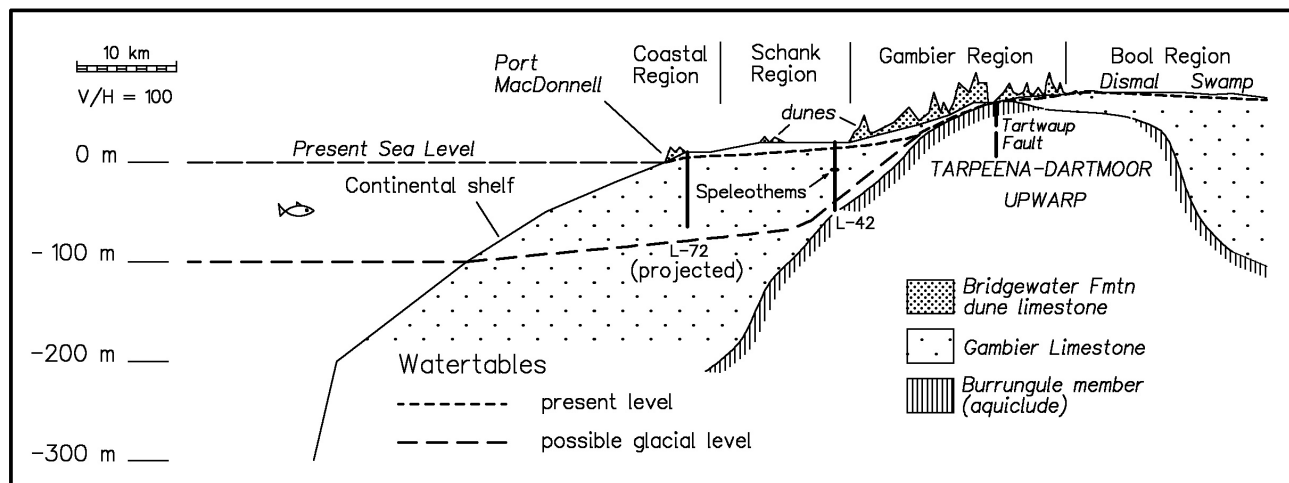 10 km
V/H = 100
Port
MacDonnell
Coastal
Region
Schank
Region
Gambier Region
Bool Region
Dismal Swamp
dunes
Tartwaup
Fault
TARPEENA-DARTMOOR
UPWARP
0 m
Present Sea Level
Continental shelf
Speleothems
L-42
L-72
(projected)
- 100 m
-200 m
-300 m
Watertables
present level
possible glacial level
Bridgewater Fmtn
dune limestone
Gambier Limestone
Burrungule member
(aquiclude)